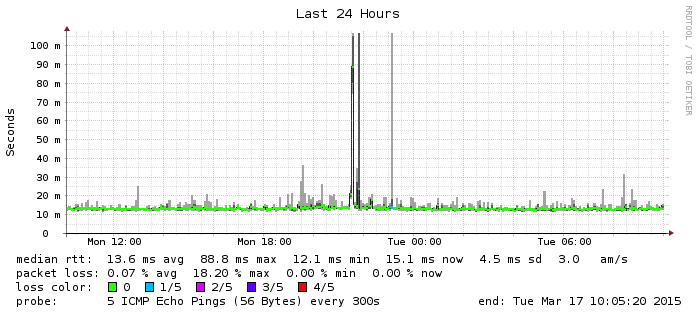 Last 24 Hours
RRDTOOL / TOBI OETIKER
Seconds
100 m
90 m
80 m
70 m
60 m
50 m
40 m
30 m
20 m
10 m
0
Mon 12:00 Mon 18:00 Tue 00:00 Tue 06:00
median rtt: 13.6 ms avg 88.8 ms max 12.1 ms min 15.1 ms now 4.5 ms sd 3.0 am/s
packet loss: 0.07 % avg 18.20 % max 0.00 % min 0.00 % now
loss color: 0 1/5 2/5 3/5 4/5
probe: 5 ICMP Echo Pings (56 Bytes) every 300s end: Tue Mar 17 10:05:20 2015